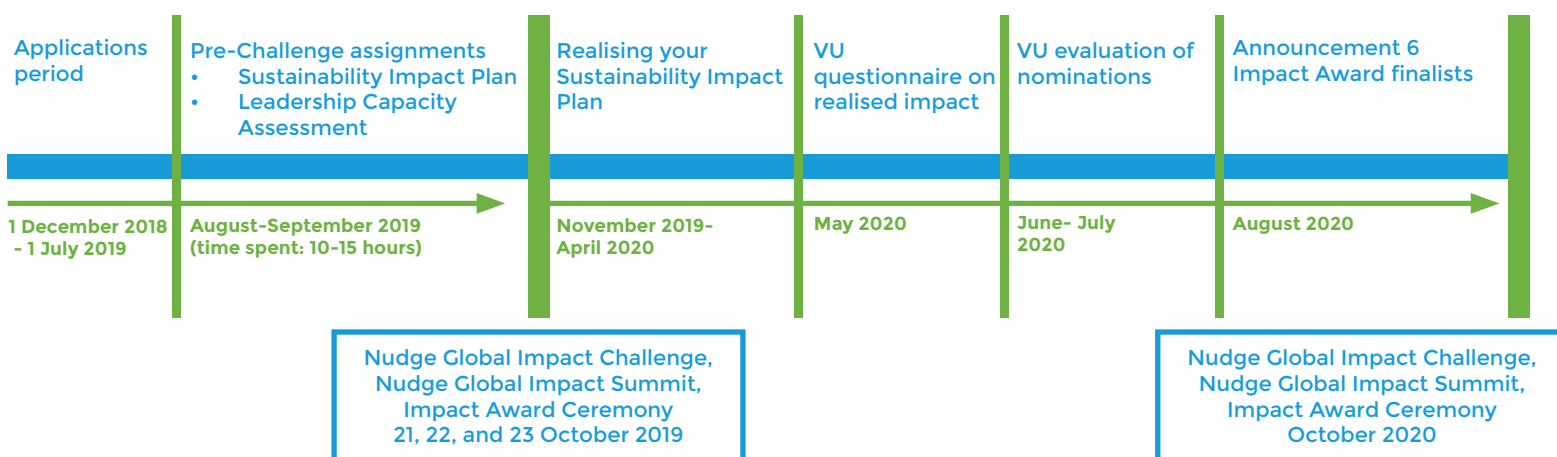 Applications
period
Pre-Challenge assignments
• Sustainability Impact Plan
• Leadership Capacity
Assessment
Realising your
Sustainability Impact
Plan
VU
questionnaire on
realised impact
VU evaluation of
nominations
Announcement 6
Impact Award finalists
1 December 2018
- 1 July 2019
August-September 2019
(time spent: 10-15 hours)
November 2019-
April 2020
May 2020
June- July
2020
August 2020
Nudge Global Impact Challenge,
Nudge Global Impact Summit,
Impact Award Ceremony
21, 22, and 23 October 2019
Nudge Global Impact Challenge,
Nudge Global Impact Summit,
Impact Award Ceremony
October 2020